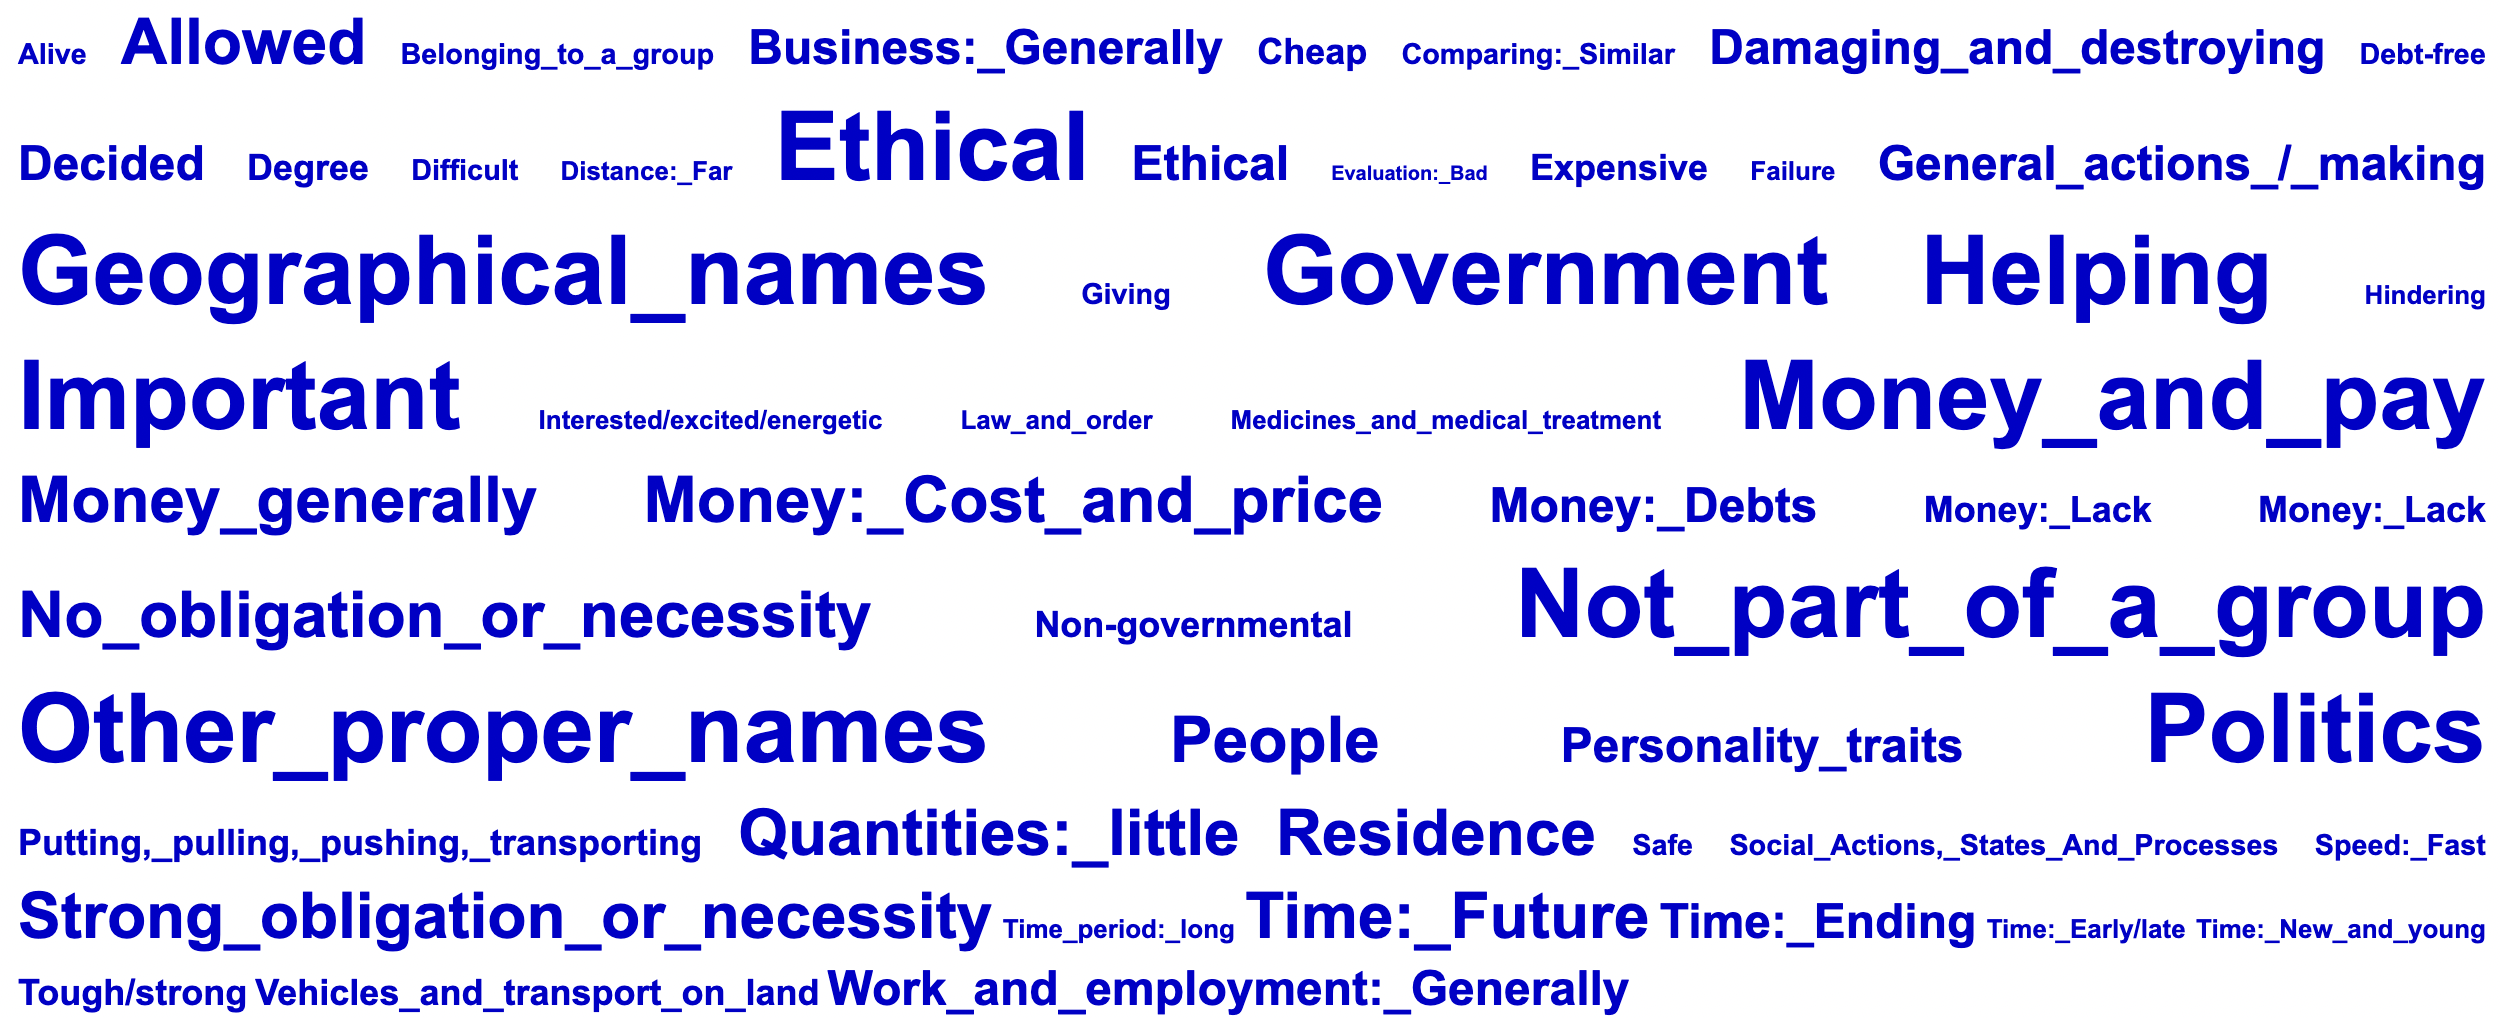 Alive Allowed Belonging_to_a_group Business:_Generally Cheap Comparing:_Similar Damaging_and_destroying Debt-free
Decided Degree Difficult Distance:_Far Ethical Ethical Evaluation:_Bad Expensive Failure General_actions_/_making
Geographical_names Giving Government Helping Hindering
Important Interested/excited/energetic Law_and_order Medicines_and_medical_treatment Money_and_pay
Money_generally Money:_Cost_and_price Money:_Debts Money:_Lack Money:_Lack
No_obligation_or_necessity Non-governmental Not_part_of_a_group
Other_proper_names People Personality_traits Politics
Putting,_pulling,_pushing,_transporting Quantities:_little Residence Safe Social_Actions,_States_And_Processes Speed:_Fast
Strong_obligation_or_necessity Time_period:_long Time:_Future Time:_Ending Time:_Early/late Time:_New_and_young
Tough/strong Vehicles_and_transport_on_land Work_and_employment:_Generally